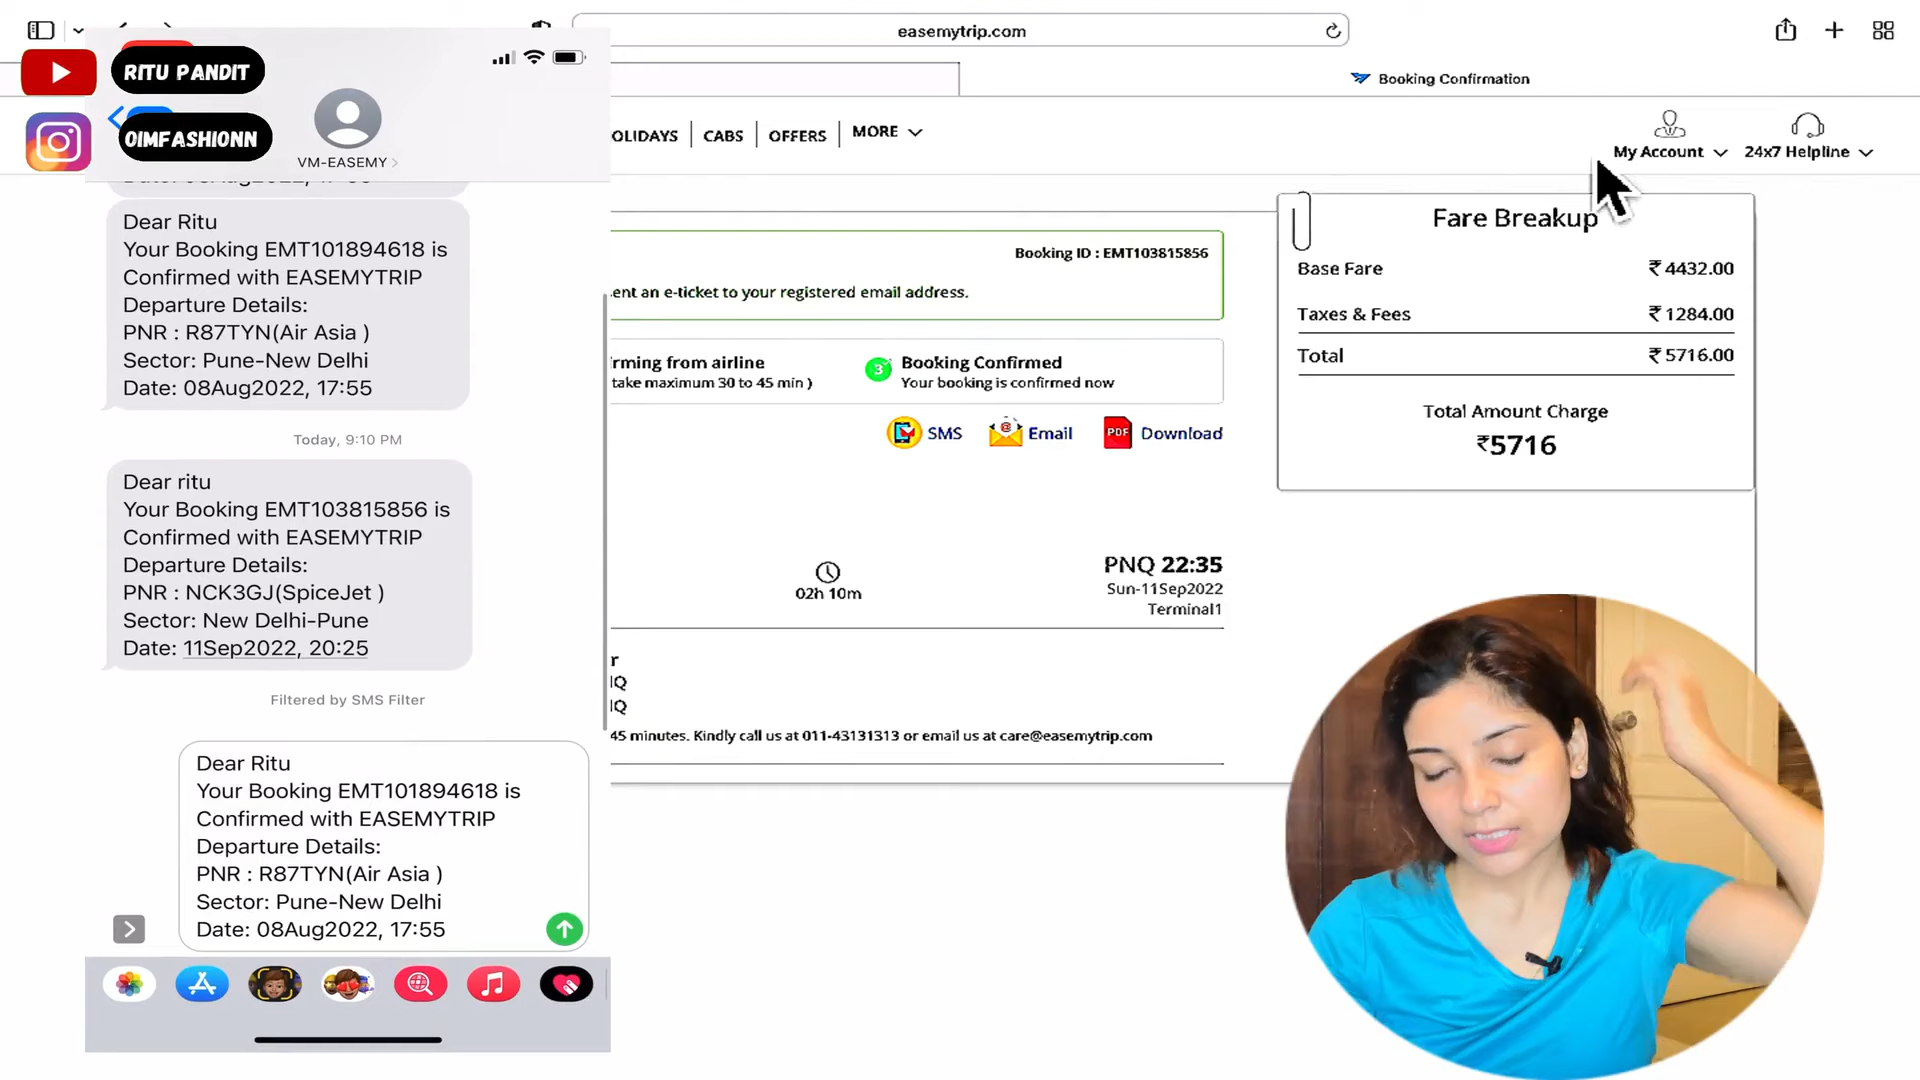 easemytrip.com
RITU PANDIT
OIMFASHIONN
VM-EASEMY
Dear Ritu
Your Booking EMT101894618 is
Confirmed with EASEMYTRIP
Departure Details:
PNR : R87TYN(Air Asia )
Sector: Pune-New Delhi
Date: 08Aug2022, 17:55
Today, 9:10 PM
Dear ritu
Your Booking EMT103815856 is
Confirmed with EASEMYTRIP
Departure Details:
PNR : NCK3GJ(SpiceJet )
Sector: New Delhi-Pune
Date: 11Sep2022, 20:25
Filtered by SMS Filter
Dear Ritu
Your Booking EMT101894618 is
Confirmed with EASEMYTRIP
Departure Details:
PNR : R87TYN(Air Asia )
Sector: Pune-New Delhi
Date: 08Aug2022, 17:55
Booking Confirmation
OLIDAYS CABS OFFERS MORE
My Account 24x7 Helpline
Booking ID : EMT103815856
ent an e-ticket to your registered email address.
rming from airline
take maximum 30 to 45 min )
3 Booking Confirmed
Your booking is confirmed now
SMS Email PDF Download
02h 10m
PNQ 22:35
Sun-11Sep2022
Terminal1
r
IQ
IQ
45 minutes. Kindly call us at 011-43131313 or email us at care@easemytrip.com
Fare Breakup
Base Fare ₹ 4432.00
Taxes & Fees ₹ 1284.00
Total ₹ 5716.00
Total Amount Charge
₹5716